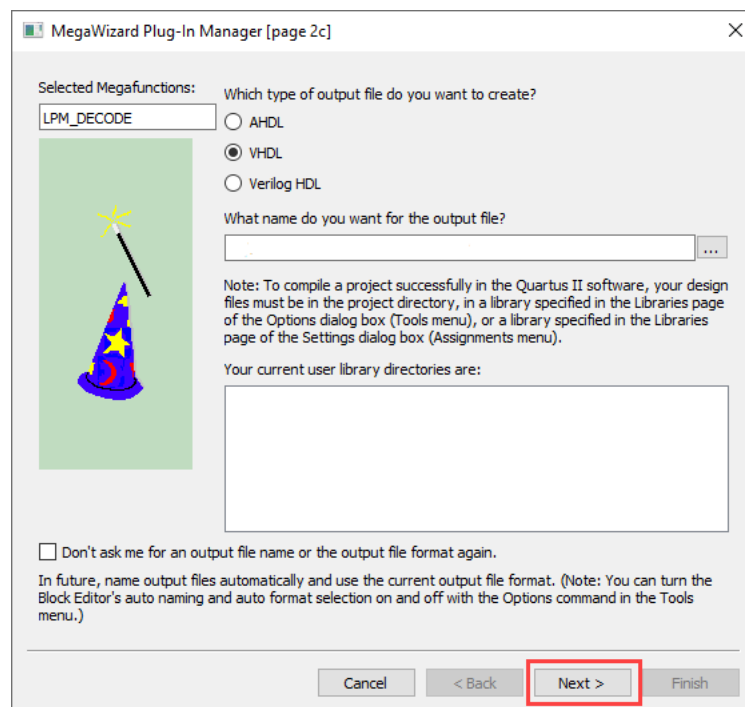 MegaWizard Plug-In Manager [page 2c]
Selected Megafunctions:
LPM_DECODE
Which type of output file do you want to create?
AHDL
VHDL
Verilog HDL
What name do you want for the output file?
...
Note: To compile a project successfully in the Quartus II software, your design
files must be in the project directory, in a library specified in the Libraries page
of the Options dialog box (Tools menu), or a library specified in the Libraries
page of the Settings dialog box (Assignments menu).
Your current user library directories are:
Don't ask me for an output file name or the output file format again.
In future, name output files automatically and use the current output file format. (Note: You can turn the
Block Editor's auto naming and auto format selection on and off with the Options command in the Tools
menu.)
Cancel
< Back
Next >
Finish